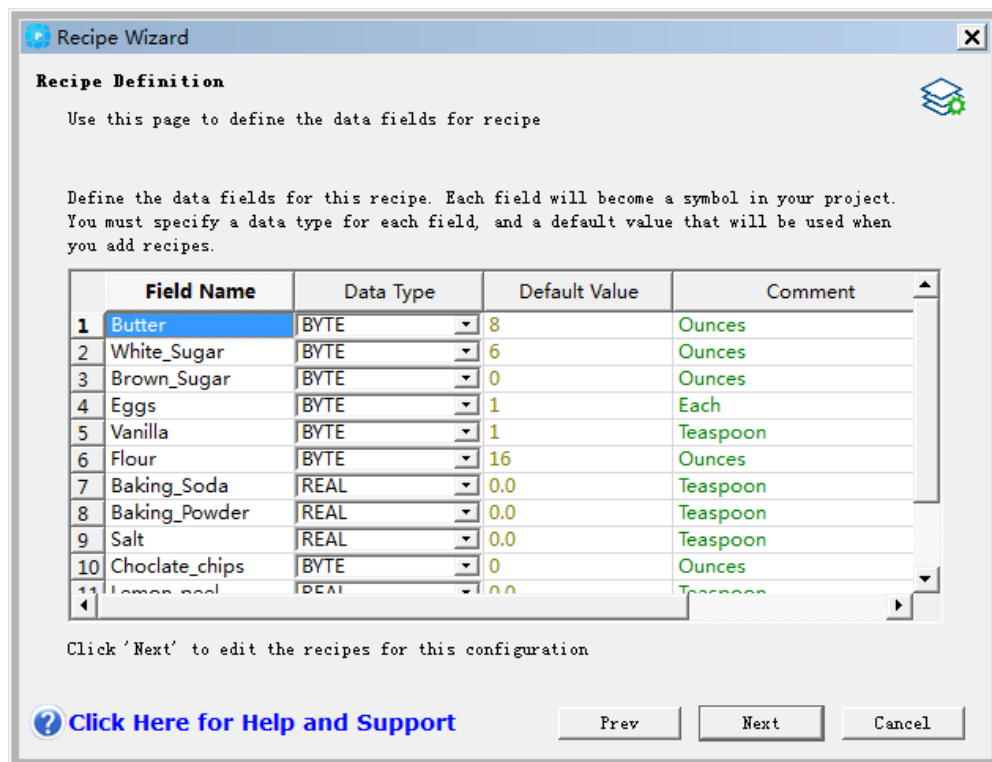 Recipe Wizard
Recipe Definition
Use this page to define the data fields for recipe
Define the data fields for this recipe. Each field will become a symbol in your project.
You must specify a data type for each field, and a default value that will be used when
you add recipes.
Field Name Data Type Default Value Comment
1 Butter BYTE 8 Ounces
2 White_Sugar BYTE 6 Ounces
3 Brown_Sugar BYTE 0 Ounces
4 Eggs BYTE 1 Each
5 Vanilla BYTE 1 Teaspoon
6 Flour BYTE 16 Ounces
7 Baking_Soda REAL 0.0 Teaspoon
8 Baking_Powder REAL 0.0 Teaspoon
9 Salt REAL 0.0 Teaspoon
10 Choclate_chips BYTE 0 Ounces
11 Lemon_peel REAL 0.0 Teaspoon
Click 'Next' to edit the recipes for this configuration
Click Here for Help and Support Prev Next Cancel